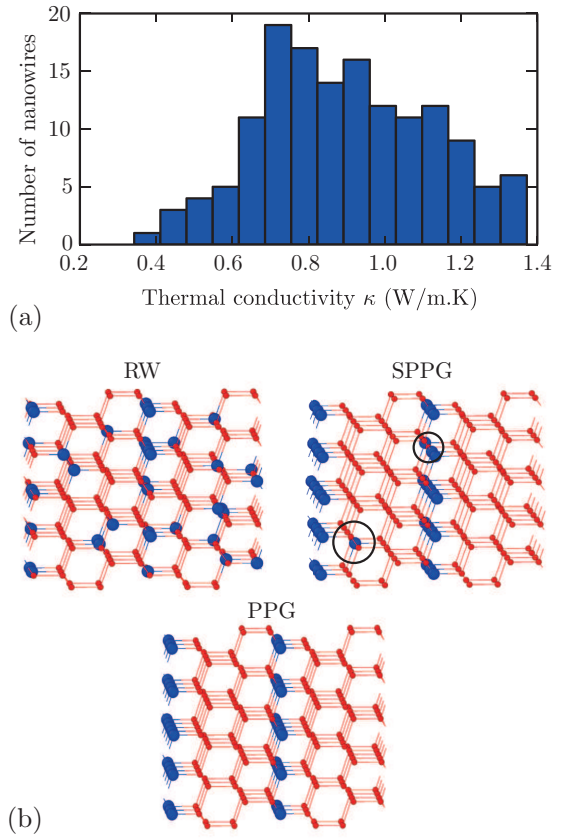 20
15
10
5
0
Number of nanowires
0.2 0.4 0.6 0.8 1.0 1.2 1.4
Thermal conductivity κ (W/m.K)
(a)
RW SPPG
PPG
(b)